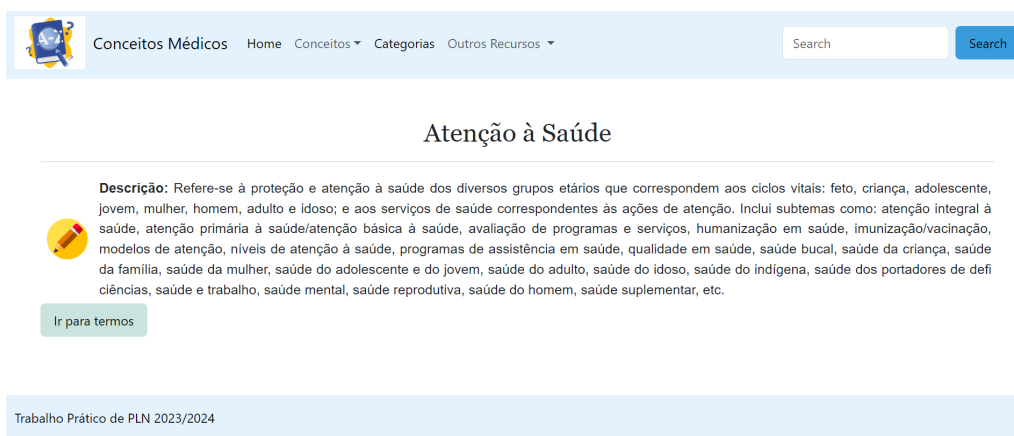 A-Z
Conceitos Médicos Home Conceitos Categorias Outros Recursos Search Search
Atenção à Saúde
Descrição: Refere-se à proteção e atenção à saúde dos diversos grupos etários que correspondem aos ciclos vitais: feto, criança, adolescente,
jovem, mulher, homem, adulto e idoso; e aos serviços de saúde correspondentes às ações de atenção. Inclui subtemas como: atenção integral à
saúde, atenção primária à saúde/atenção básica à saúde, avaliação de programas e serviços, humanização em saúde, imunização/vacinação,
modelos de atenção, níveis de atenção à saúde, programas de assistência em saúde, qualidade em saúde, saúde bucal, saúde da criança, saúde
da família, saúde da mulher, saúde do adolescente e do jovem, saúde do adulto, saúde do idoso, saúde do indígena, saúde dos portadores de defi
ciências, saúde e trabalho, saúde mental, saúde reprodutiva, saúde do homem, saúde suplementar, etc.
Ir para termos
Trabalho Prático de PLN 2023/2024